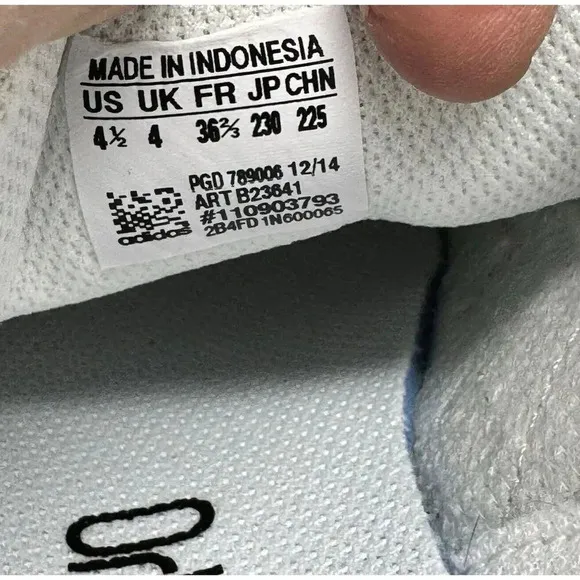 MADE IN INDONESIA
US UK FR JP CHN
4½ 4 36⅔ 230 225
PGD 789006 12/14
ART B23641
#110903793
2B4FD 1N600065
adidas